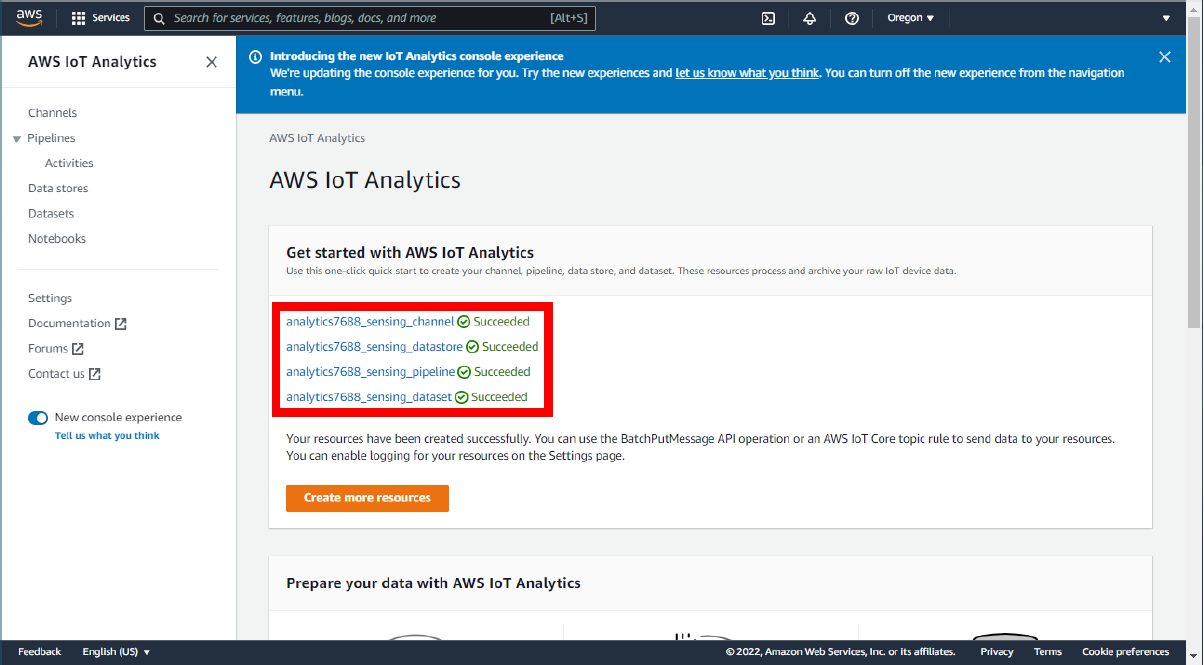 aws
Services
Search for services, features, blogs, docs, and more
[Alt+S]
Oregon
AWS IoT Analytics
Channels
Pipelines
Activities
Data stores
Datasets
Notebooks
Settings
Documentation
Forums
Contact us
New console experience
Tell us what you think
Introducing the new IoT Analytics console experience
We're updating the console experience for you. Try the new experiences and let us know what you think. You can turn off the new experience from the navigation
menu.
AWS IoT Analytics
AWS IoT Analytics
Get started with AWS IoT Analytics
Use this one-click quick start to create your channel, pipeline, data store, and dataset. These resources process and archive your raw IoT device data.
analytics7688_sensing_channel Succeeded
analytics7688_sensing_datastore Succeeded
analytics7688_sensing_pipeline Succeeded
analytics7688_sensing_dataset Succeeded
Your resources have been created successfully. You can use the BatchPutMessage API operation or an AWS IoT Core topic rule to send data to your resources.
You can enable logging for your resources on the Settings page.
Create more resources
Prepare your data with AWS IoT Analytics
Feedback
English (US)
© 2022, Amazon Web Services, Inc. or its affiliates.
Privacy
Terms
Cookie preferences